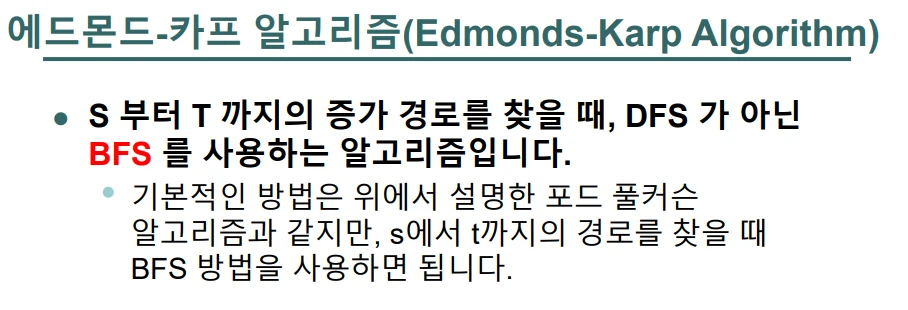 에드몬드-카프 알고리즘(Edmonds-Karp Algorithm)
S 부터 T 까지의 증가 경로를 찾을 때, DFS 가 아닌
BFS 를 사용하는 알고리즘입니다.
기본적인 방법은 위에서 설명한 포드 풀커슨
알고리즘과 같지만, s에서 t까지의 경로를 찾을 때
BFS 방법을 사용하면 됩니다.